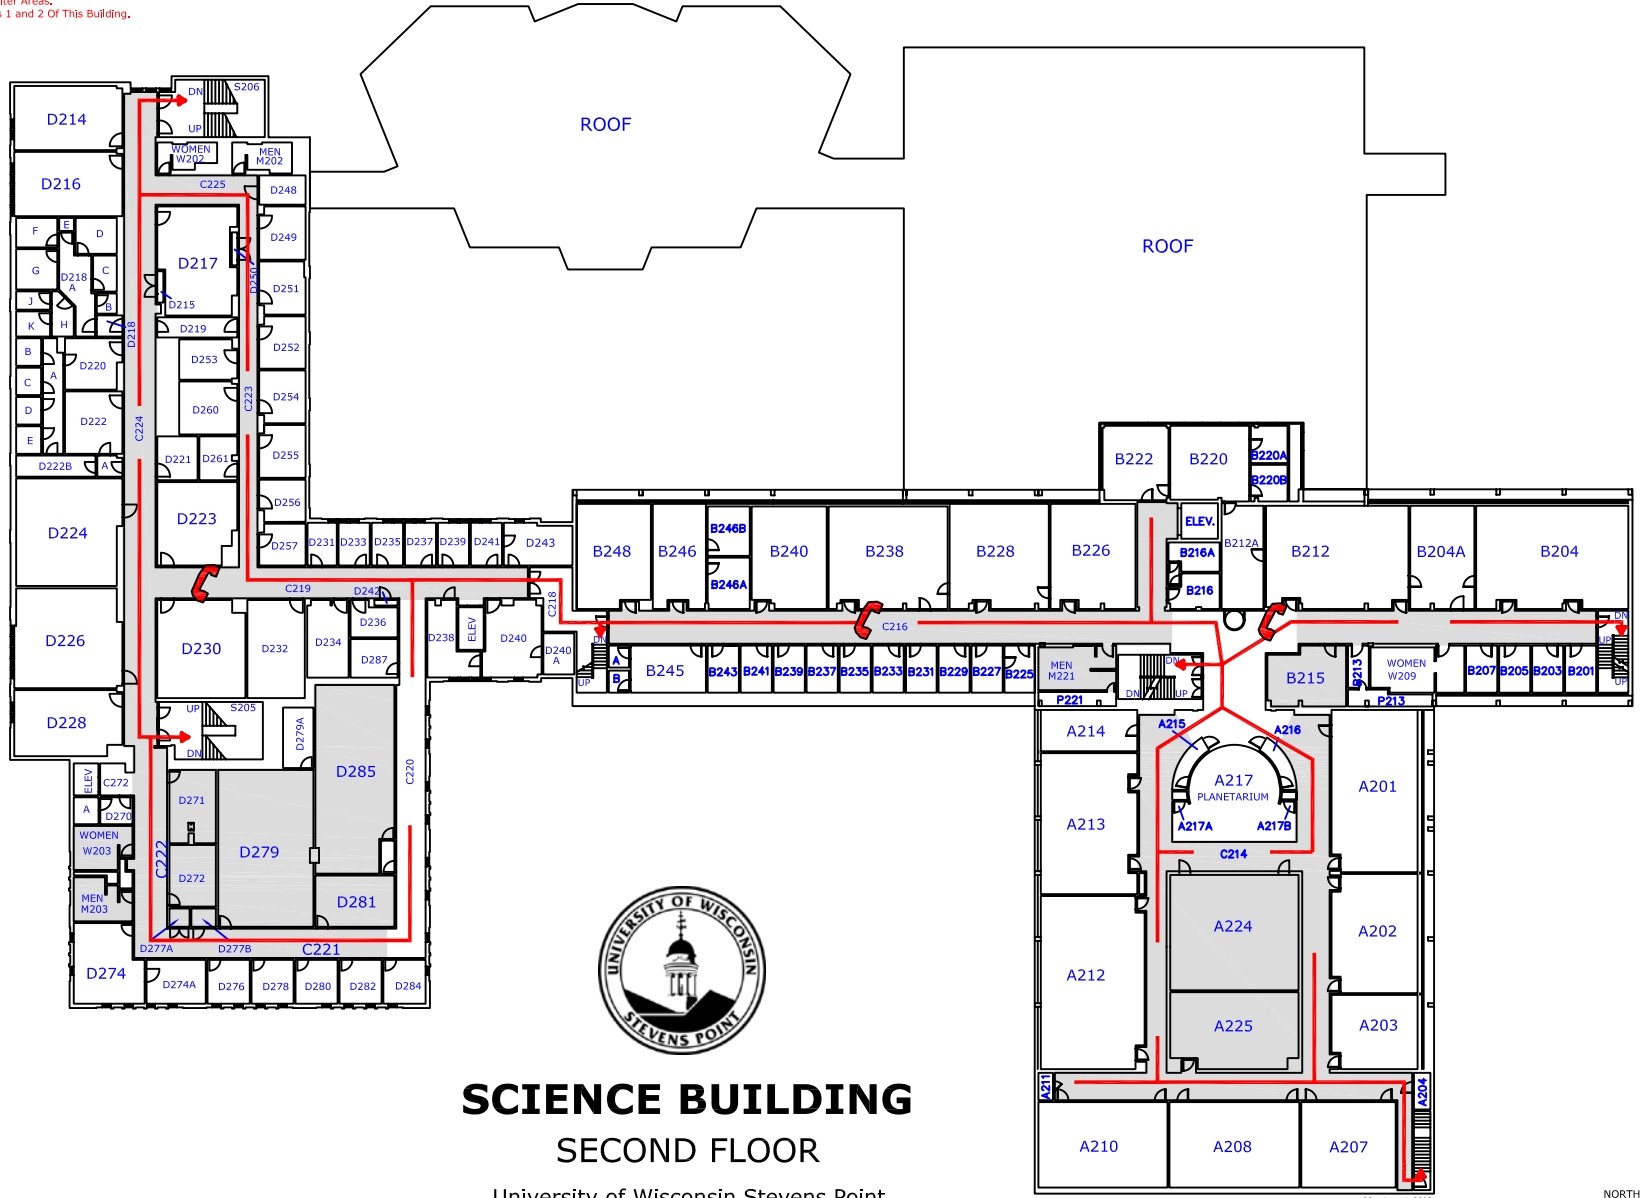 s 1 and 2 Of This Building.
ROOF
ROOF
DN
S206
UP
D214
WOMEN
W202
MEN
M202
C225
D248
D216
F
E
D
D217
D249
G
D218
A
C
D250
D251
J
B
D215
K
H
D218
D219
D252
B
A
D220
D253
C
D254
C223
D
D222
D260
C224
E
D221
D261
D255
D222B
A
D256
D224
D223
D257
D231
D233
D235
D237
D239
D241
D243
C219
D242
C218
D226
D230
D232
D234
D236
D287
D238
ELEV
D240
D240
A
D228
UP
S205
DN
D279A
D285
C220
ELEV
C272
A
D270
D271
WOMEN
W203
C222
D279
D272
MEN
M203
D281
D277A
D277B
C221
D274
D274A
D276
D278
D280
D282
D284
B222
B220
B220A
B220B
B248
B246
B246B
B246A
B240
B238
B228
B226
ELEV.
B216A
B216
B212A
B212
B204A
B204
C216
DN
UP
A
B
B245
B243
B241
B239
B237
B235
B233
B231
B229
B227
B225
MEN
M221
P221
DN
DN
UP
B215
B213
WOMEN
W209
P213
B207
B205
B203
B201
DN
UP
UP
A214
A215
A216
A217
PLANETARIUM
A217A
A217B
C214
A201
A213
A224
A202
A212
A225
A203
A211
A204
A210
A208
A207
UNIVERSITY OF WISCONSIN
STEVENS POINT
SCIENCE BUILDING
SECOND FLOOR
University of Wisconsin Stevens Point
NORTH